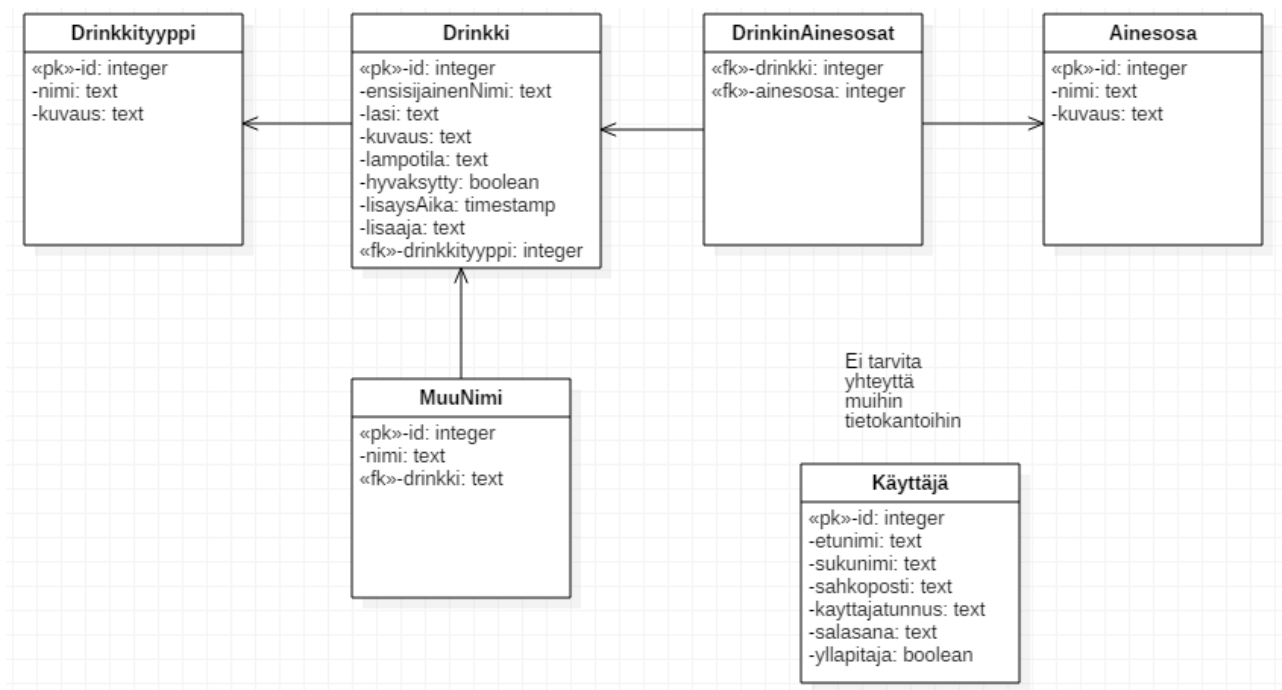 Drinkkityyppi
«pk»-id: integer
-nimi: text
-kuvaus: text
Drinkki
«pk»-id: integer
-ensisijainenNimi: text
-lasi: text
-kuvaus: text
-lampotila: text
-hyvaksytty: boolean
-lisaysAika: timestamp
-lisaaja: text
«fk»-drinkkityyppi: integer
DrinkinAinesosat
«fk»-drinkki: integer
«fk»-ainesosa: integer
Ainesosa
«pk»-id: integer
-nimi: text
-kuvaus: text
MuuNimi
«pk»-id: integer
-nimi: text
«fk»-drinkki: text
Ei tarvita
yhteyttä
muihin
tietokantoihin
Käyttäjä
«pk»-id: integer
-etunimi: text
-sukunimi: text
-sahkoposti: text
-kayttajatunnus: text
-salasana: text
-yllapitaja: boolean